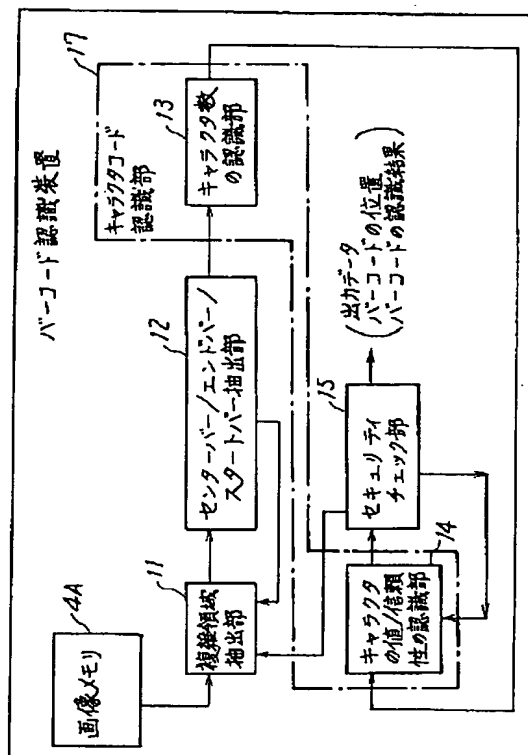 バーコード認識装置
17
キャラクタコード
認識部
4A
画像メモリ
11
複雑領域
抽出部
12
センターバー/エンドバー/
スタートバー抽出部
13
キャラクタ数
の認識部
14
キャラクタ
の値/信頼
性の認識部
15
セキュリティ
チェック部
出力データ
バーコードの位置
バーコードの認識結果